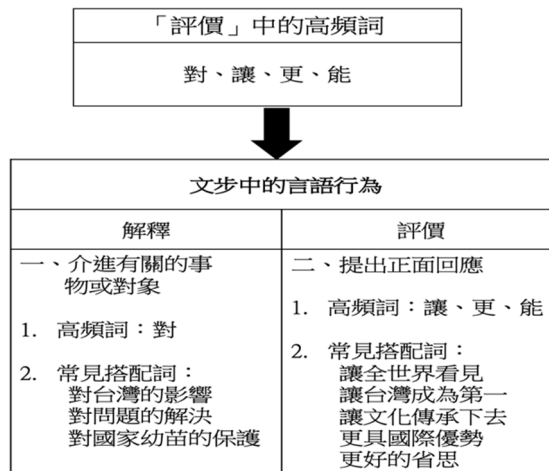 「評價」中的高頻詞
對、讓、更、能
文步中的言語行為
解釋
一、介進有關的事
物或對象
1. 高頻詞：對
2. 常見搭配詞：
對台灣的影響
對問題的解決
對國家幼苗的保護
評價
二、提出正面回應
1. 高頻詞：讓、更、能
2. 常見搭配詞：
讓全世界看見
讓台灣成為第一
讓文化傳承下去
更具國際優勢
更好的省思